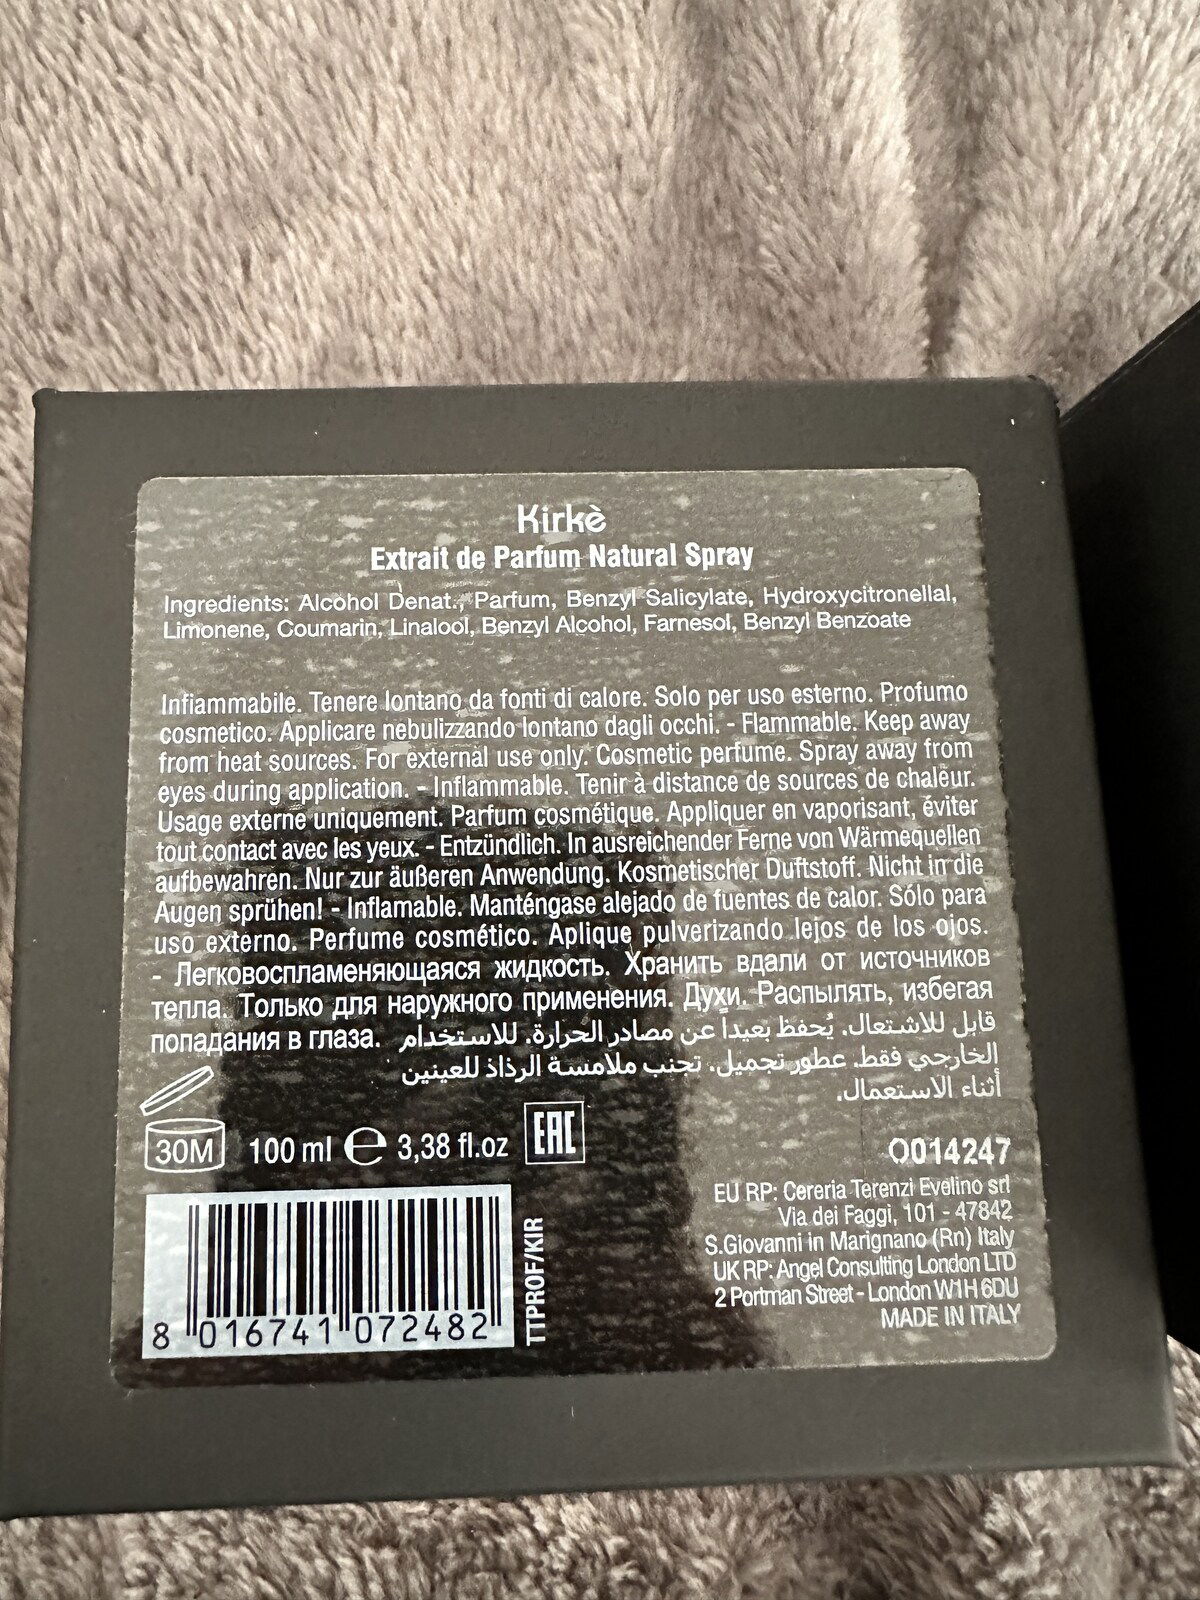 Kirkè
Extrait de Parfum Natural Spray
Ingredients: Alcohol Denat., Parfum, Benzyl Salicylate, Hydroxycitronellal,
Limonene, Coumarin, Linalool, Benzyl Alcohol, Farnesol, Benzyl Benzoate
Infiammabile. Tenere lontano da fonti di calore. Solo per uso esterno. Profumo
cosmetico. Applicare nebulizzando lontano dagli occhi. - Flammable. Keep away
from heat sources. For external use only. Cosmetic perfume. Spray away from
eyes during application. - Inflammable. Tenir à distance de sources de chaleur.
Usage externe uniquement. Parfum cosmétique. Appliquer en vaporisant, éviter
tout contact avec les yeux. - Entzündlich. In ausreichender Ferne von Wärmequellen
aufbewahren. Nur zur äußeren Anwendung. Kosmetischer Duftstoff. Nicht in die
Augen sprühen! - Inflamable. Manténgase alejado de fuentes de calor. Sólo para
uso externo. Perfume cosmético. Aplique pulverizando lejos de los ojos.
- Легковоспламеняющаяся жидкость. Хранить вдали от источников
тепла. Только для наружного применения. Духи. Распылять, избегая
попадания в глаза. قابل للاشتعال. يُحفظ بعيداً عن مصادر الحرارة. للاستخدام
الخارجي فقط. عطور تجميل. تجنب ملامسة الرذاذ للعينين
أثناء الاستعمال.
30M 100 ml ℮ 3,38 fl.oz EAC
O014247
EU RP: Cereria Terenzi Evelino srl
Via dei Faggi, 101 - 47842
S.Giovanni in Marignano (Rn) Italy
UK RP: Angel Consulting London LTD
2 Portman Street - London W1H 6DU
MADE IN ITALY
TTPROF/KIR
8 016741 072482